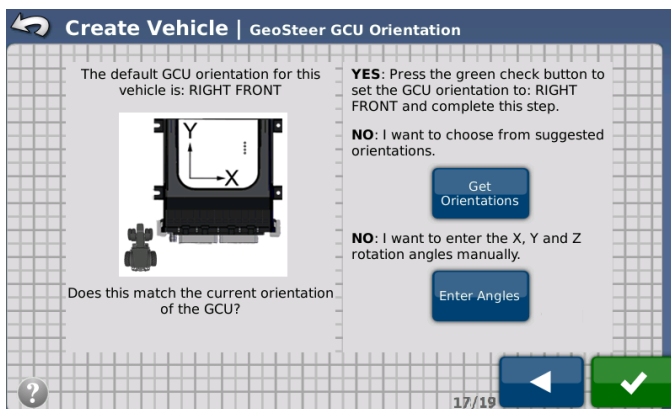 Create Vehicle | GeoSteer GCU Orientation
The default GCU orientation for this
vehicle is: RIGHT FRONT
Y
X
Does this match the current orientation
of the GCU?
YES: Press the green check button to
set the GCU orientation to: RIGHT
FRONT and complete this step.
NO: I want to choose from suggested
orientations.
Get
Orientations
NO: I want to enter the X, Y and Z
rotation angles manually.
Enter Angles
?
17/19